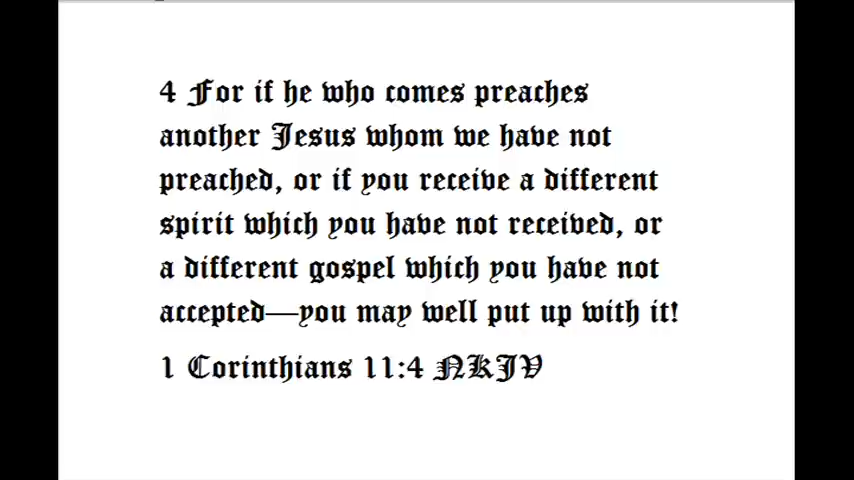 4 For if he who comes preaches
another Jesus whom we have not
preached, or if you receive a different
spirit which you have not received, or
a different gospel which you have not
accepted—you may well put up with it!
1 Corinthians 11:4 NKJV